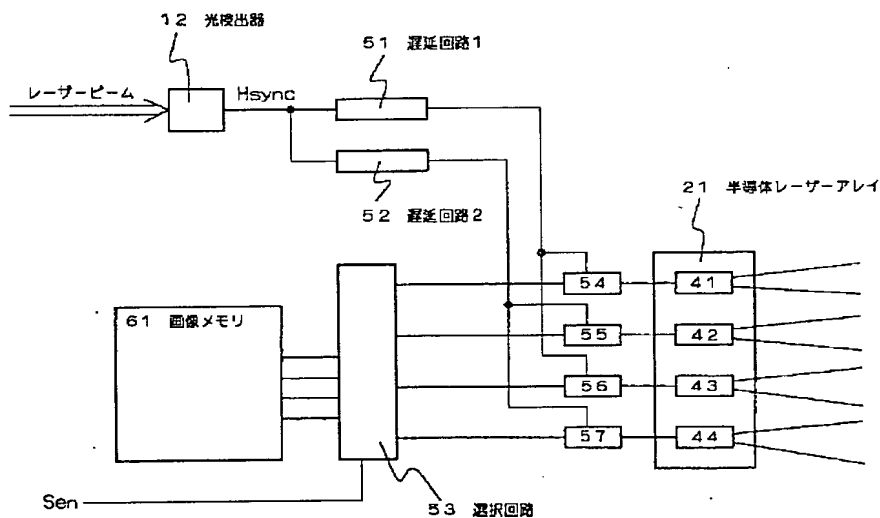 12 光検出器
51 遅延回路1
レーザービーム
Hsync
52 遅延回路2
21 半導体レーザーアレイ
54
41
61 画像メモリ
55
42
56
43
57
44
Sen
53 選択回路